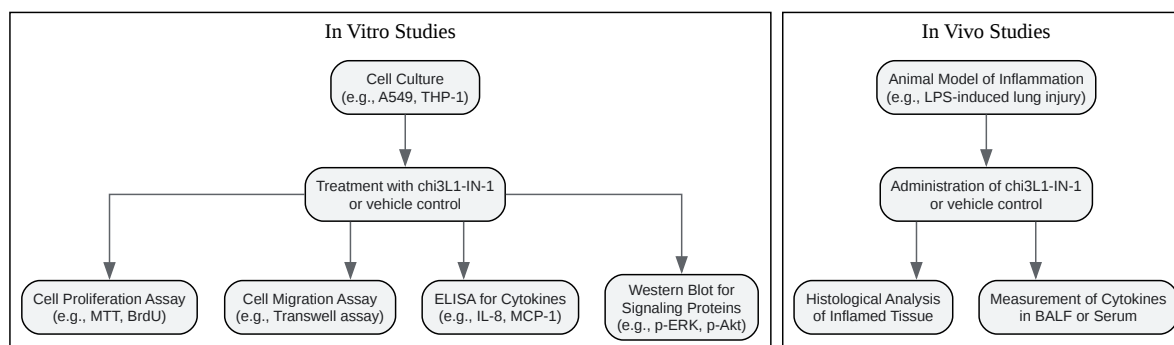 In Vitro Studies
Cell Culture
(e.g., A549, THP-1)
Treatment with chi3L1-IN-1
or vehicle control
Cell Proliferation Assay
(e.g., MTT, BrdU)
Cell Migration Assay
(e.g., Transwell assay)
ELISA for Cytokines
(e.g., IL-8, MCP-1)
Western Blot for
Signaling Proteins
(e.g., p-ERK, p-Akt)
In Vivo Studies
Animal Model of Inflammation
(e.g., LPS-induced lung injury)
Administration of chi3L1-IN-1
or vehicle control
Histological Analysis
of Inflamed Tissue
Measurement of Cytokines
in BALF or Serum